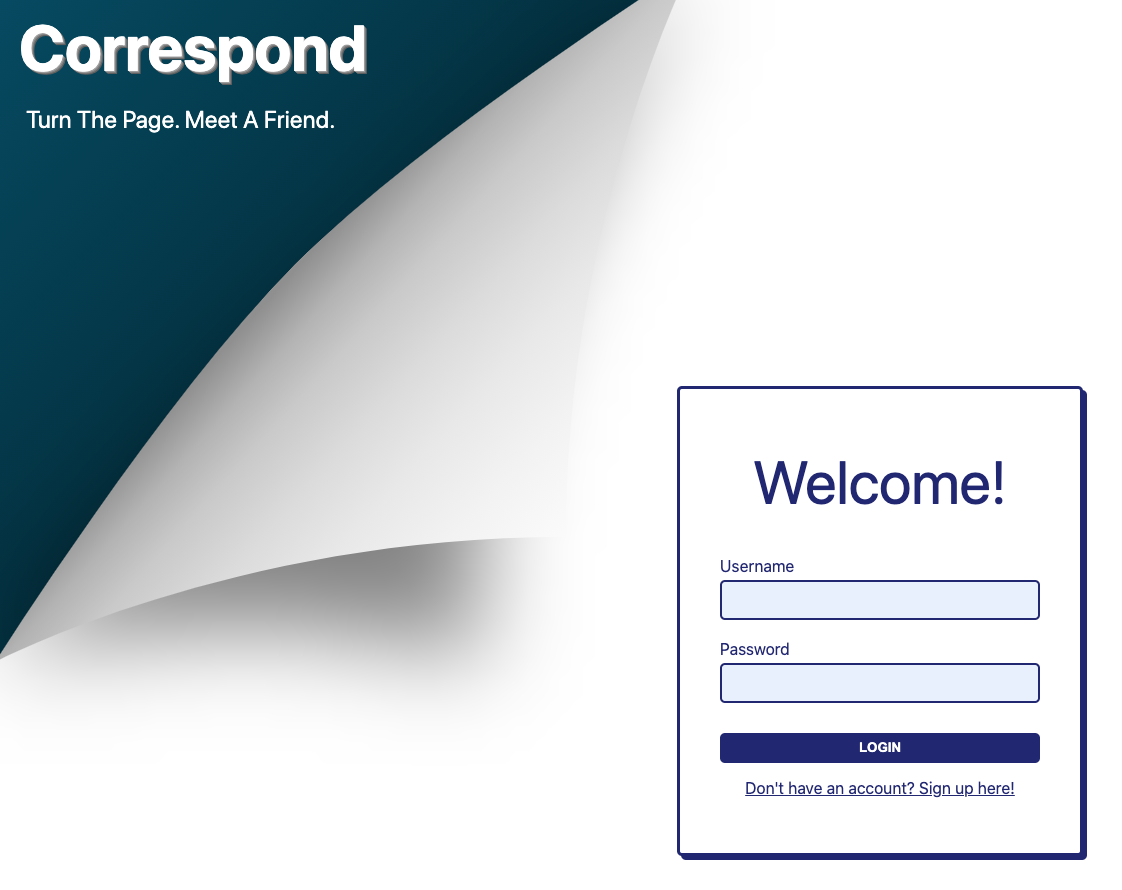 Correspond
Turn The Page. Meet A Friend.
Welcome!
Username
Password
LOGIN
Don't have an account? Sign up here!